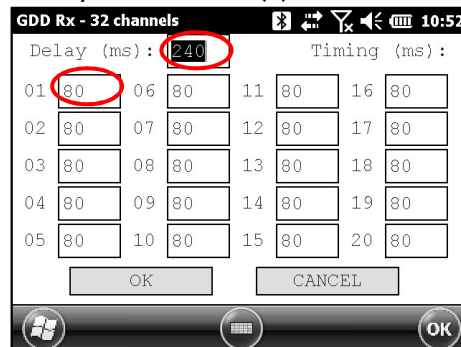 GDD Rx - 32 channels 10:52
Delay (ms): 240 Timing (ms):
01 80 06 80 11 80 16 80
02 80 07 80 12 80 17 80
03 80 08 80 13 80 18 80
04 80 09 80 14 80 19 80
05 80 10 80 15 80 20 80
OK CANCEL
OK